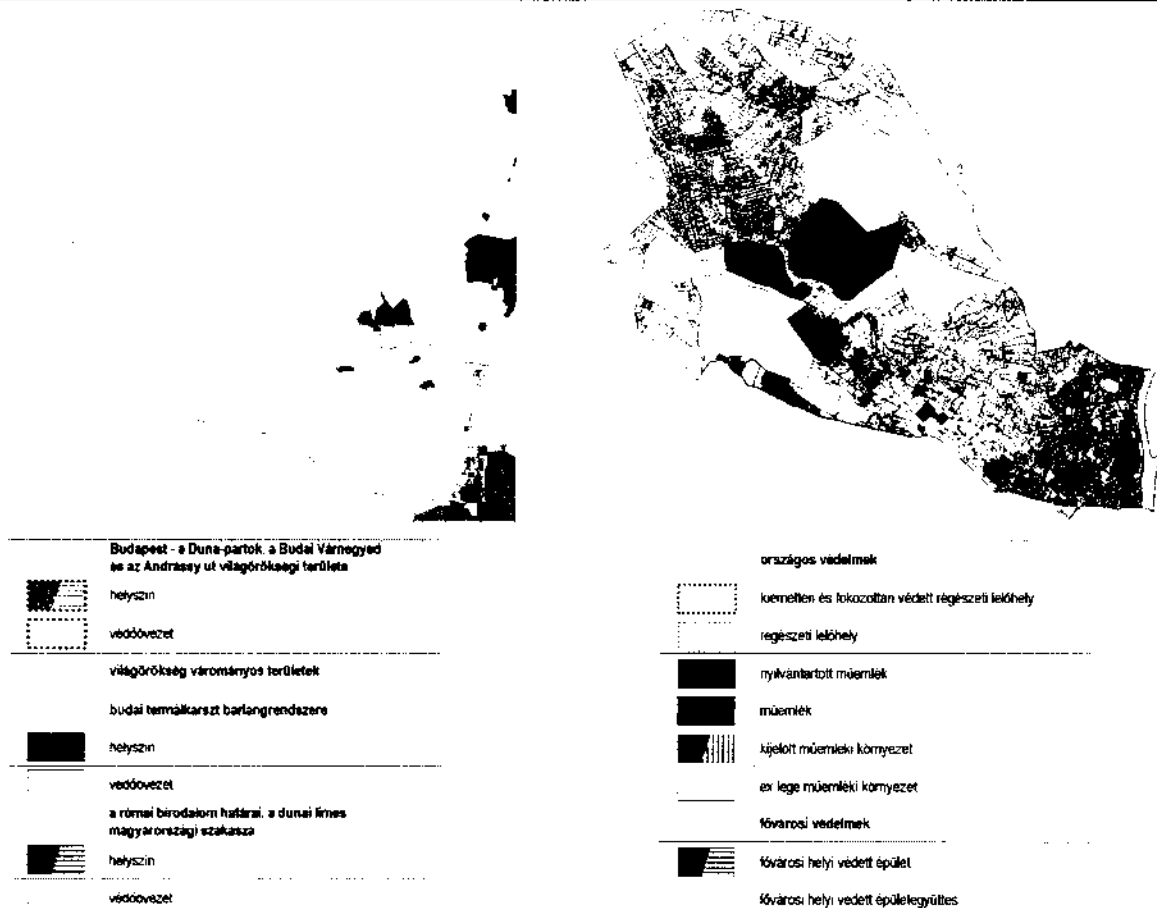 Budapest - a Duna-partok, a Budai Várnegyed
és az Andrássy út világörökségi területe
helyszín
védőövezet
világörökség várományos területek
budai termálkarszt barlangrendszere
helyszín
védőövezet
a római birodalom határai, a dunai limes
magyarországi szakasza
helyszín
védőövezet
országos védelmek
kiemelten és fokozottan védett régészeti lelőhely
régészeti lelőhely
nyilvántartott műemlék
műemlék
kijelölt műemléki környezet
ex lege műemléki környezet
fővárosi védelmek
fővárosi helyi védett épület
fővárosi helyi védett épületegyüttes